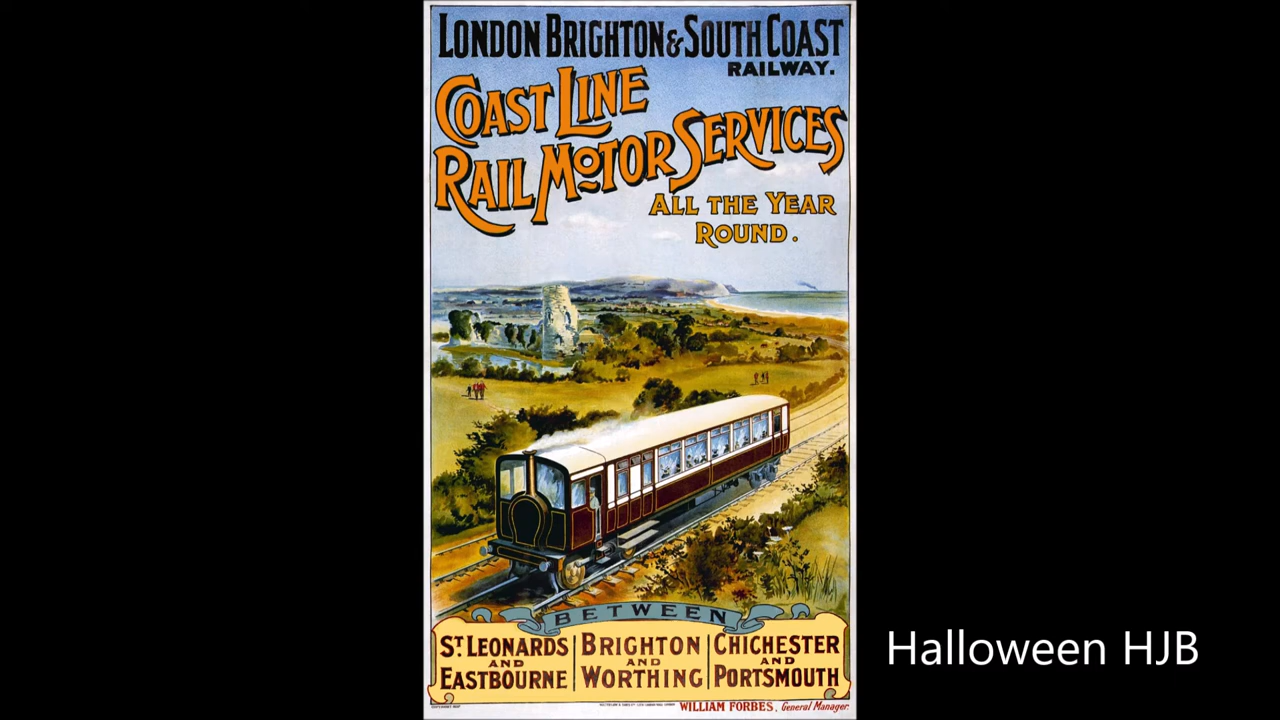 LONDON BRIGHTON & SOUTH COAST
RAILWAY.
COAST LINE
RAIL MOTOR SERVICES
ALL THE YEAR
ROUND.
BETWEEN
ST. LEONARDS
AND
EASTBOURNE
BRIGHTON
AND
WORTHING
CHICHESTER
AND
PORTSMOUTH
WILLIAM FORBES, General Manager.
Halloween HJB